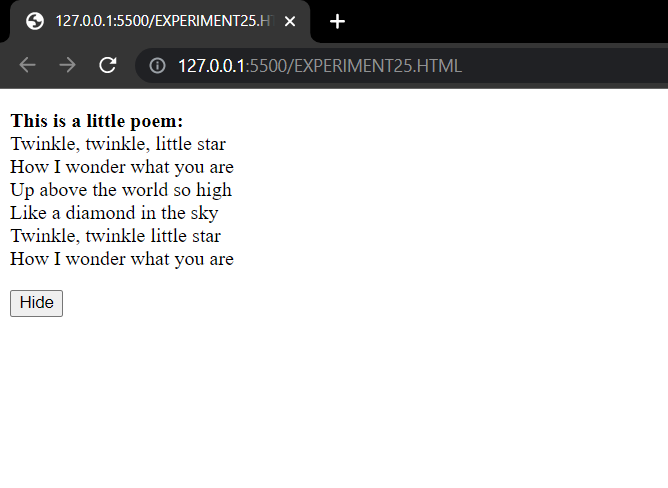 127.0.0.1:5500/EXPERIMENT25.H
127.0.0.1:5500/EXPERIMENT25.HTML
This is a little poem:
Twinkle, twinkle, little star
How I wonder what you are
Up above the world so high
Like a diamond in the sky
Twinkle, twinkle little star
How I wonder what you are
Hide